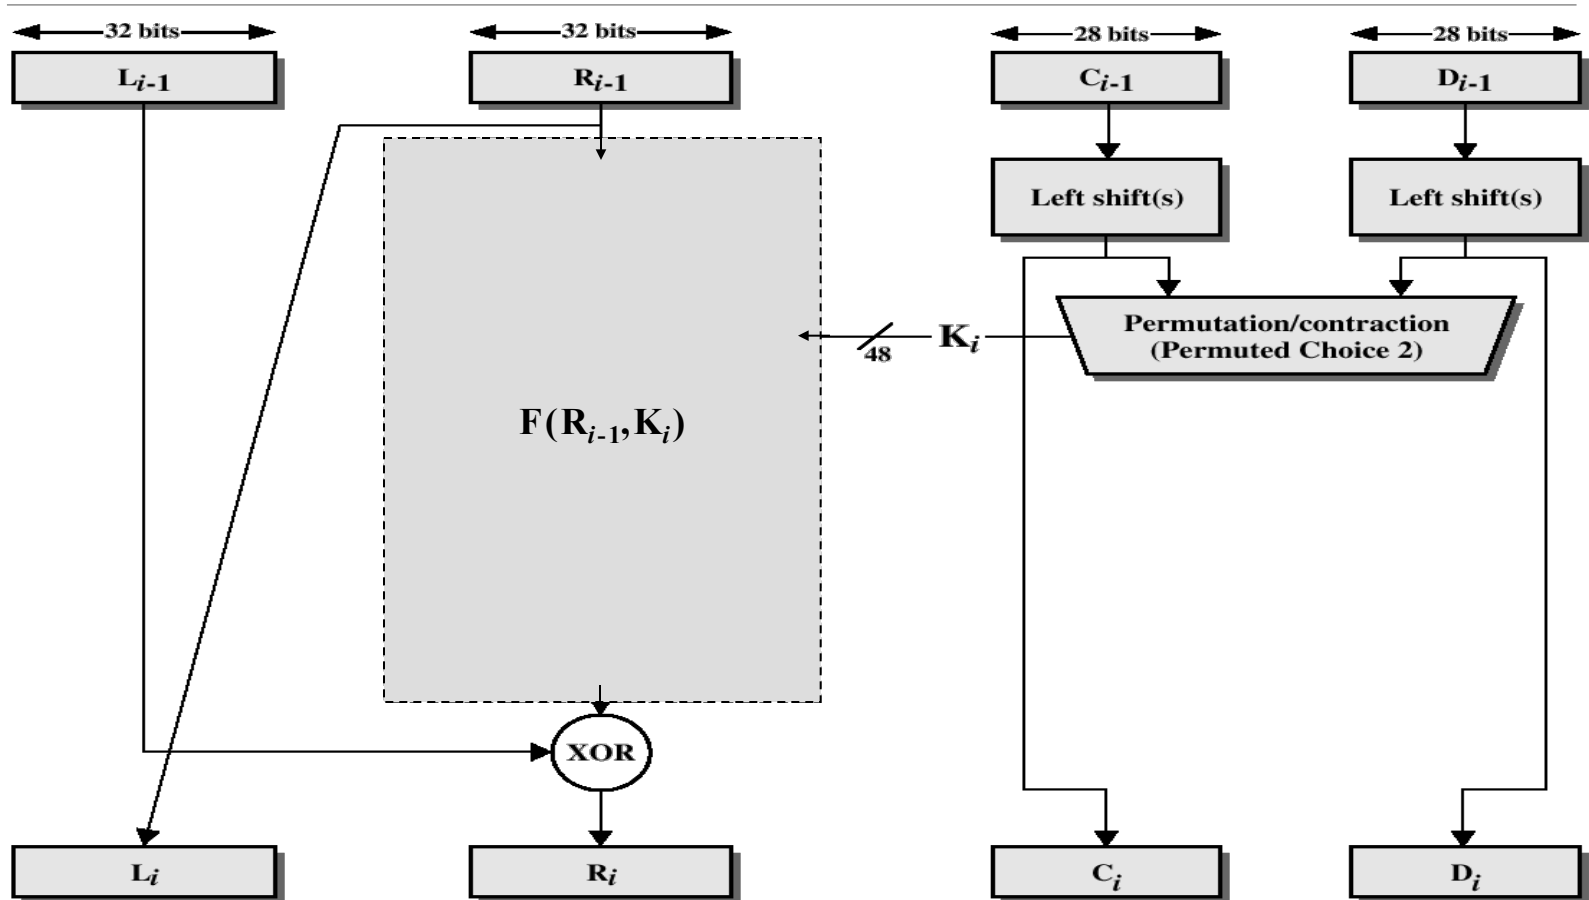 32 bits
32 bits
28 bits
28 bits
Li-1
Ri-1
Ci-1
Di-1
Left shift(s)
Left shift(s)
Permutation/contraction
(Permuted Choice 2)
Ki
48
F(Ri-1,Ki)
XOR
Li
Ri
Ci
Di